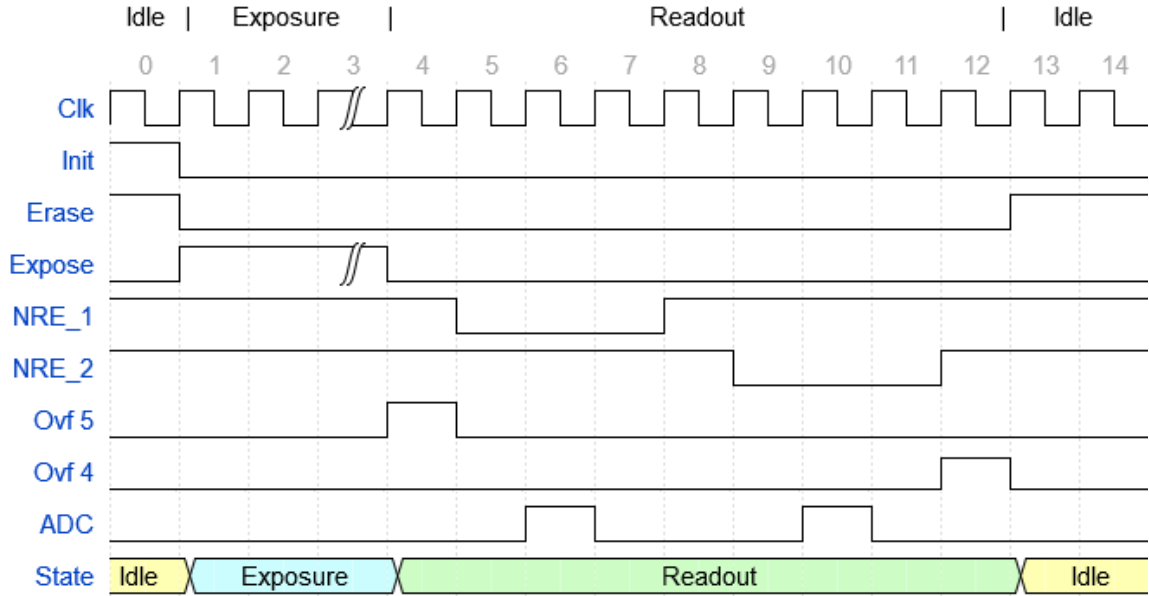 Idle | Exposure | Readout | Idle
0 1 2 3 4 5 6 7 8 9 10 11 12 13 14
Clk
Init
Erase
Expose
NRE_1
NRE_2
Ovf 5
Ovf 4
ADC
State Idle Exposure Readout Idle